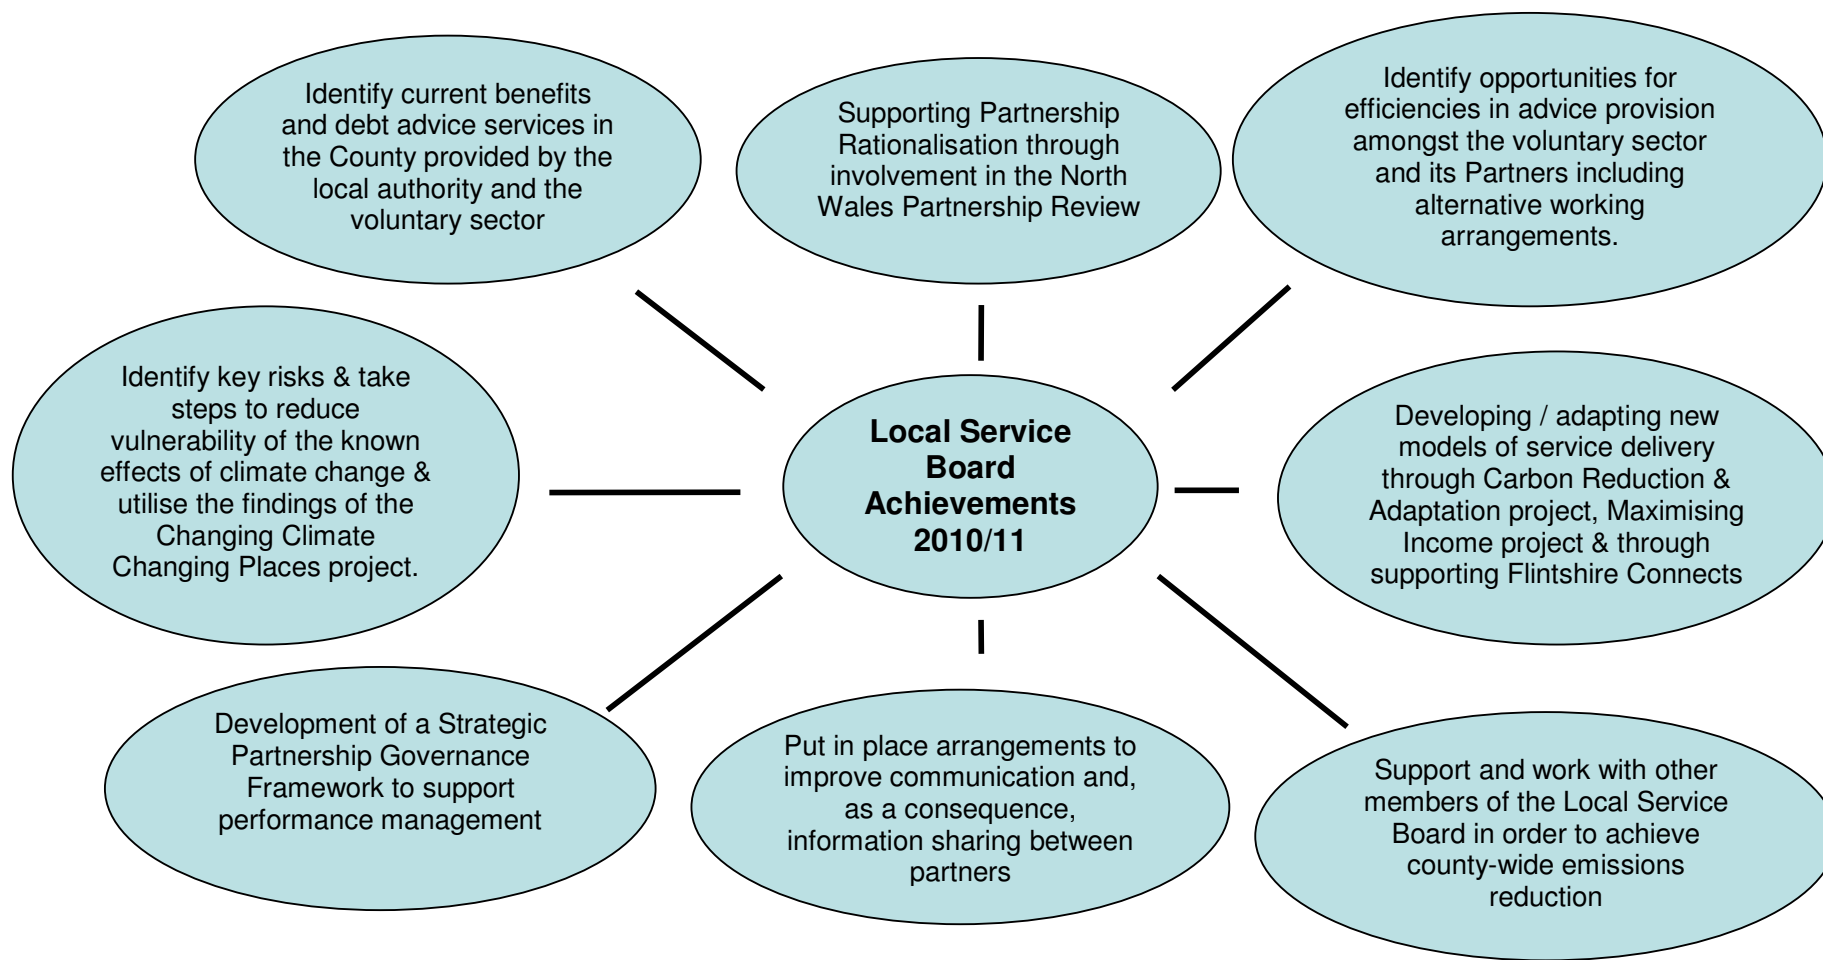 Identify current benefits
and debt advice services in
the County provided by the
local authority and the
voluntary sector
Supporting Partnership
Rationalisation through
involvement in the North
Wales Partnership Review
Identify opportunities for
efficiencies in advice provision
amongst the voluntary sector
and its Partners including
alternative working
arrangements.
Identify key risks & take
steps to reduce
vulnerability of the known
effects of climate change &
utilise the findings of the
Changing Climate
Changing Places project.
Local Service
Board
Achievements
2010/11
Developing / adapting new
models of service delivery
through Carbon Reduction &
Adaptation project, Maximising
Income project & through
supporting Flintshire Connects
Development of a Strategic
Partnership Governance
Framework to support
performance management
Put in place arrangements to
improve communication and,
as a consequence,
information sharing between
partners
Support and work with other
members of the Local Service
Board in order to achieve
county-wide emissions
reduction